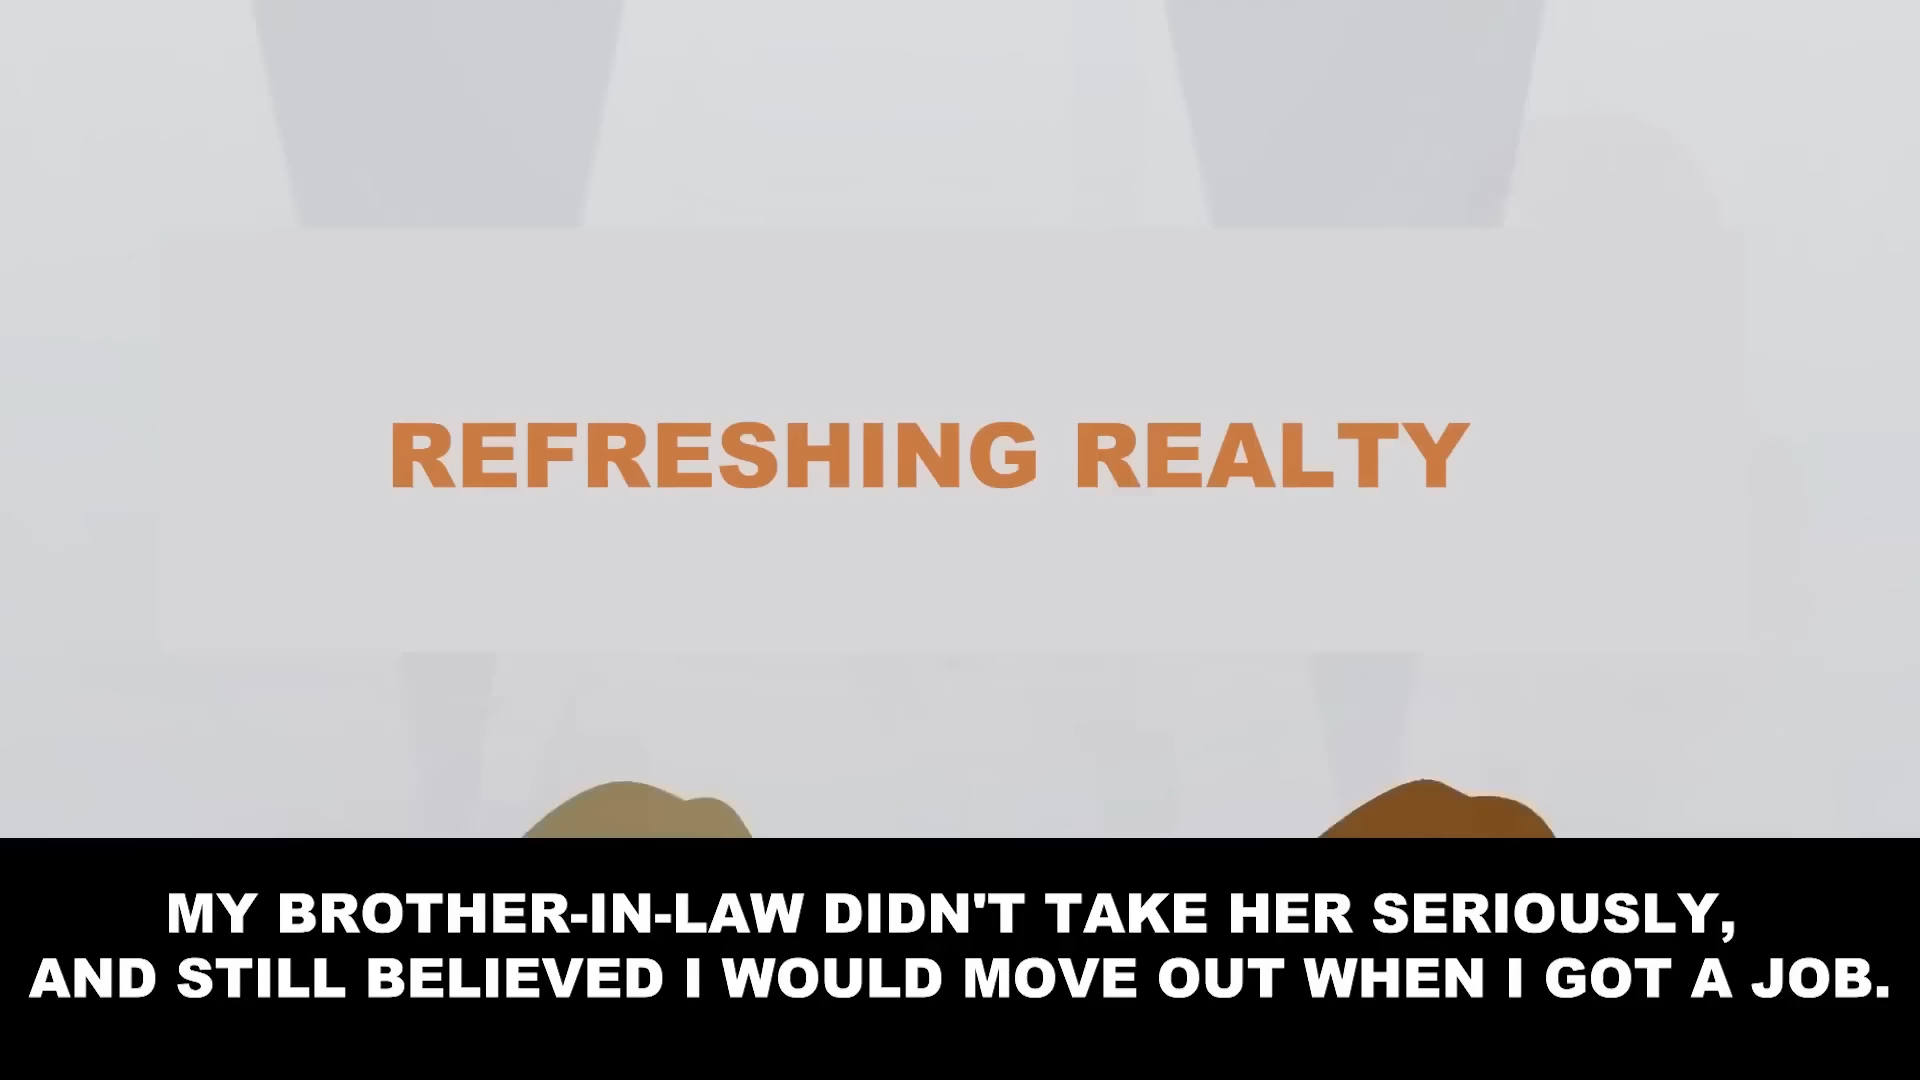 REFRESHING REALTY
MY BROTHER-IN-LAW DIDN'T TAKE HER SERIOUSLY,
AND STILL BELIEVED I WOULD MOVE OUT WHEN I GOT A JOB.